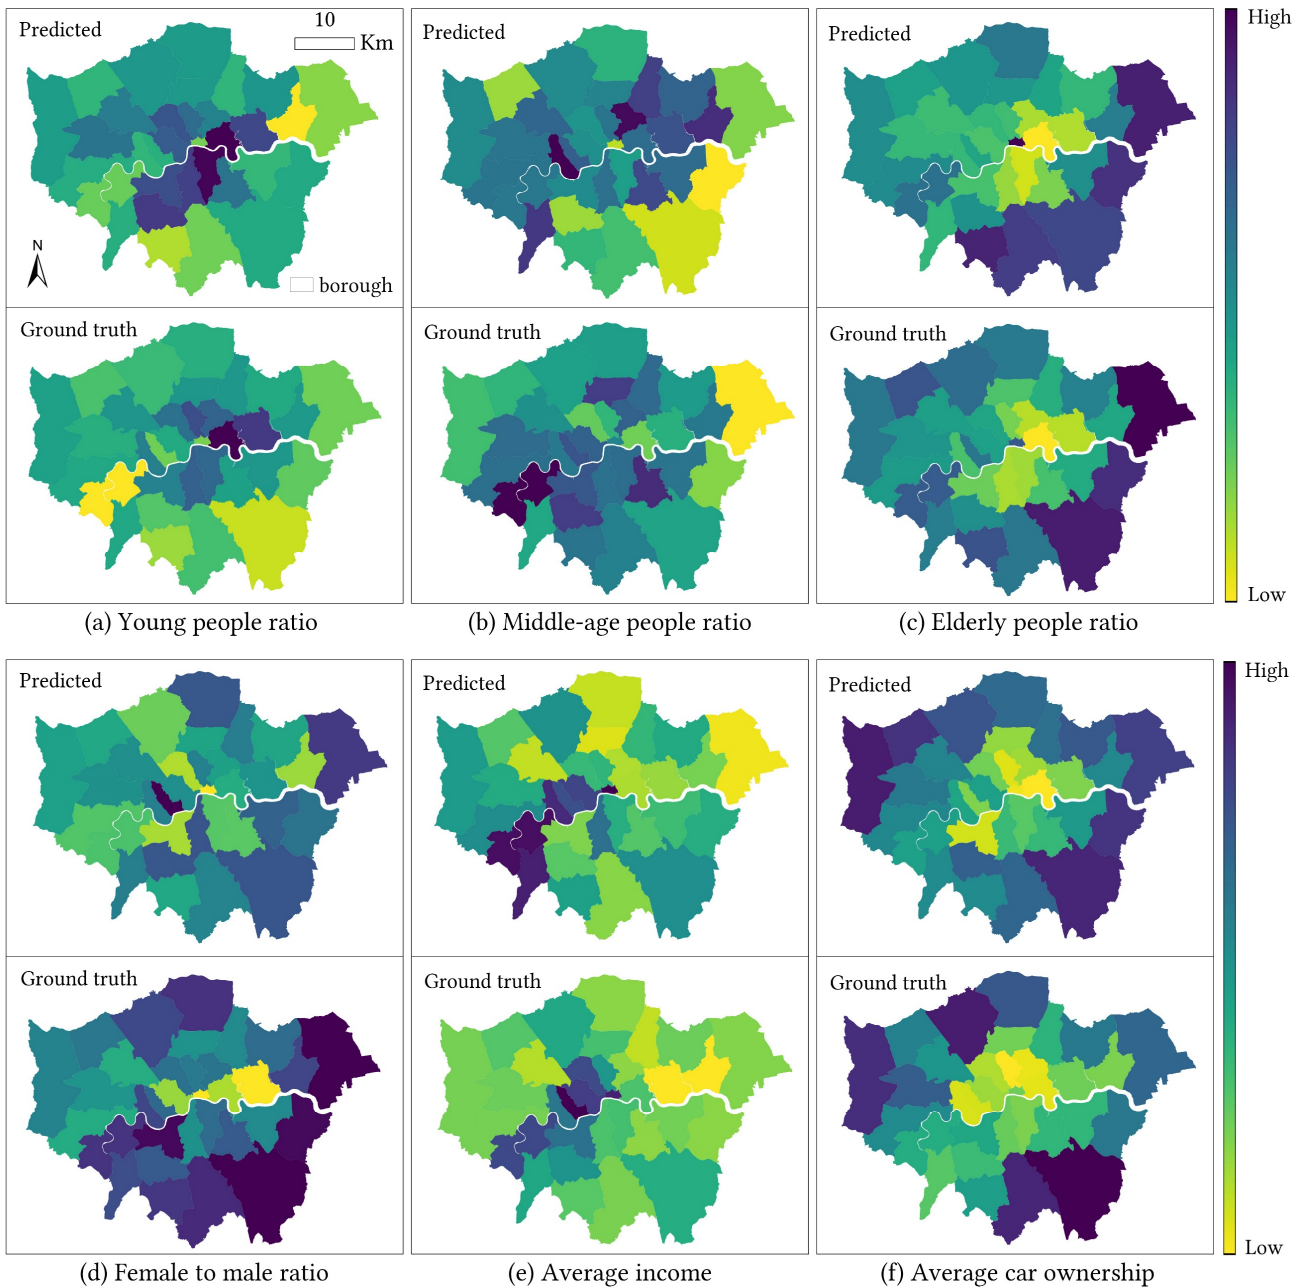 Predicted
10
Km
N
borough
Predicted
Predicted
High
Ground truth
Ground truth
Ground truth
Low
(a) Young people ratio
(b) Middle-age people ratio
(c) Elderly people ratio
Predicted
Predicted
Predicted
High
Ground truth
Ground truth
Ground truth
Low
(d) Female to male ratio
(e) Average income
(f) Average car ownership